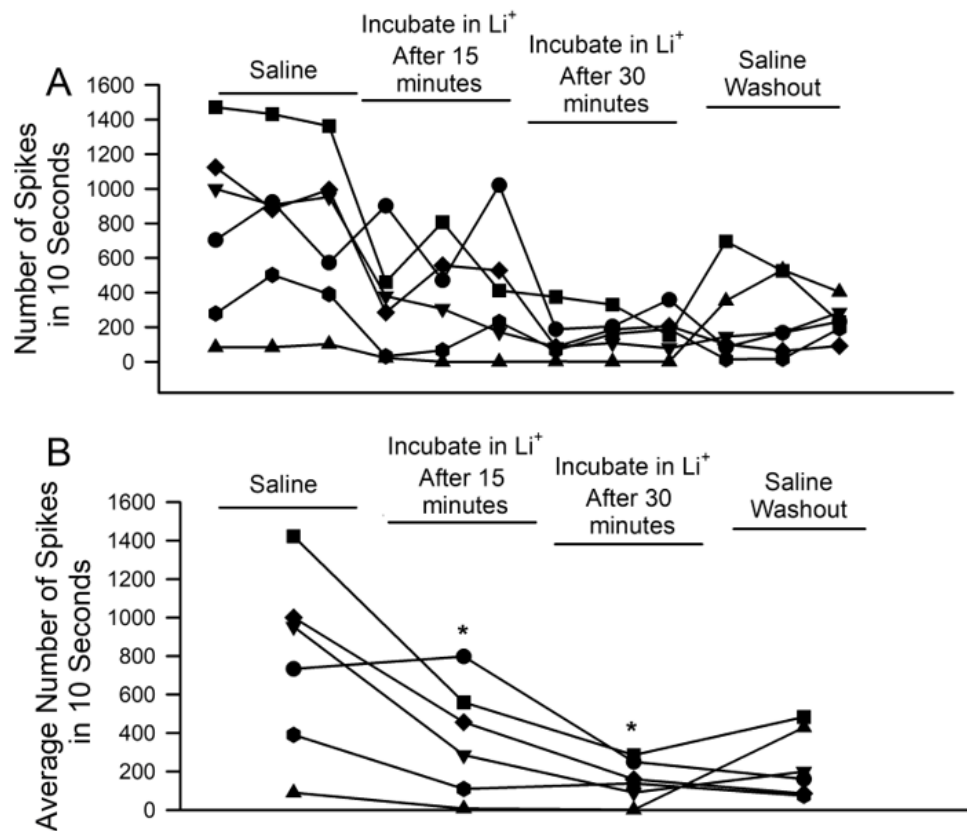 A
Saline
Incubate in Li⁺
After 15
minutes
Incubate in Li⁺
After 30
minutes
Saline
Washout
Number of Spikes
in 10 Seconds
1600
1400
1200
1000
800
600
400
200
0
B
Saline
Incubate in Li⁺
After 15
minutes
Incubate in Li⁺
After 30
minutes
Saline
Washout
Average Number of Spikes
in 10 Seconds
1600
1400
1200
1000
800
600
400
200
0
*
*